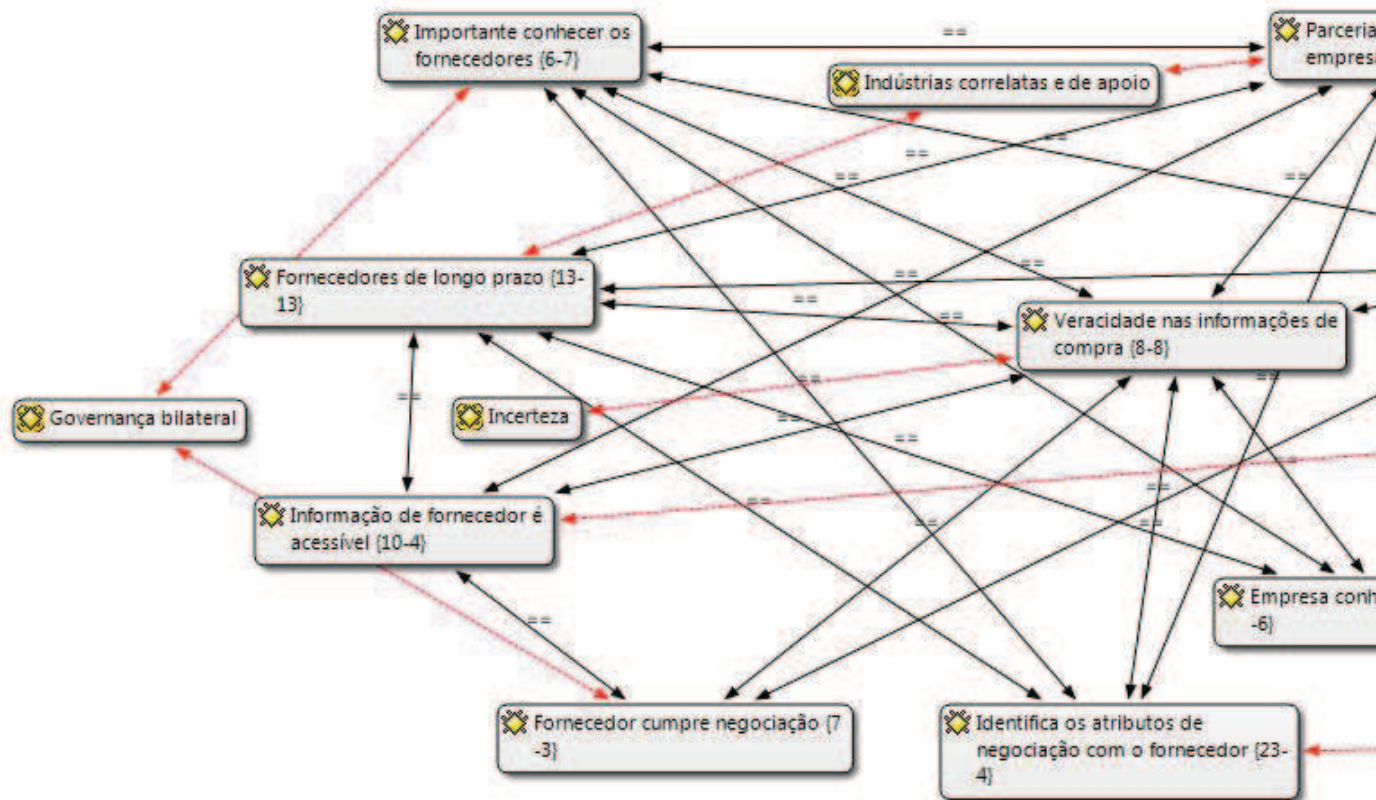 Importante conhecer os
fornecedores {6-7}
==
Parceria
empresa
Indústrias correlatas e de apoio
==
==
==
==
Fornecedores de longo prazo {13-
13}
==
==
==
==
Veracidade nas informações de
compra {8-8}
==
==
==
Governança bilateral
Incerteza
==
==
==
Informação de fornecedor é
acessível {10-4}
==
==
==
==
Empresa conh
-6}
==
Fornecedor cumpre negociação {7
-3}
Identifica os atributos de
negociação com o fornecedor {23-
4}